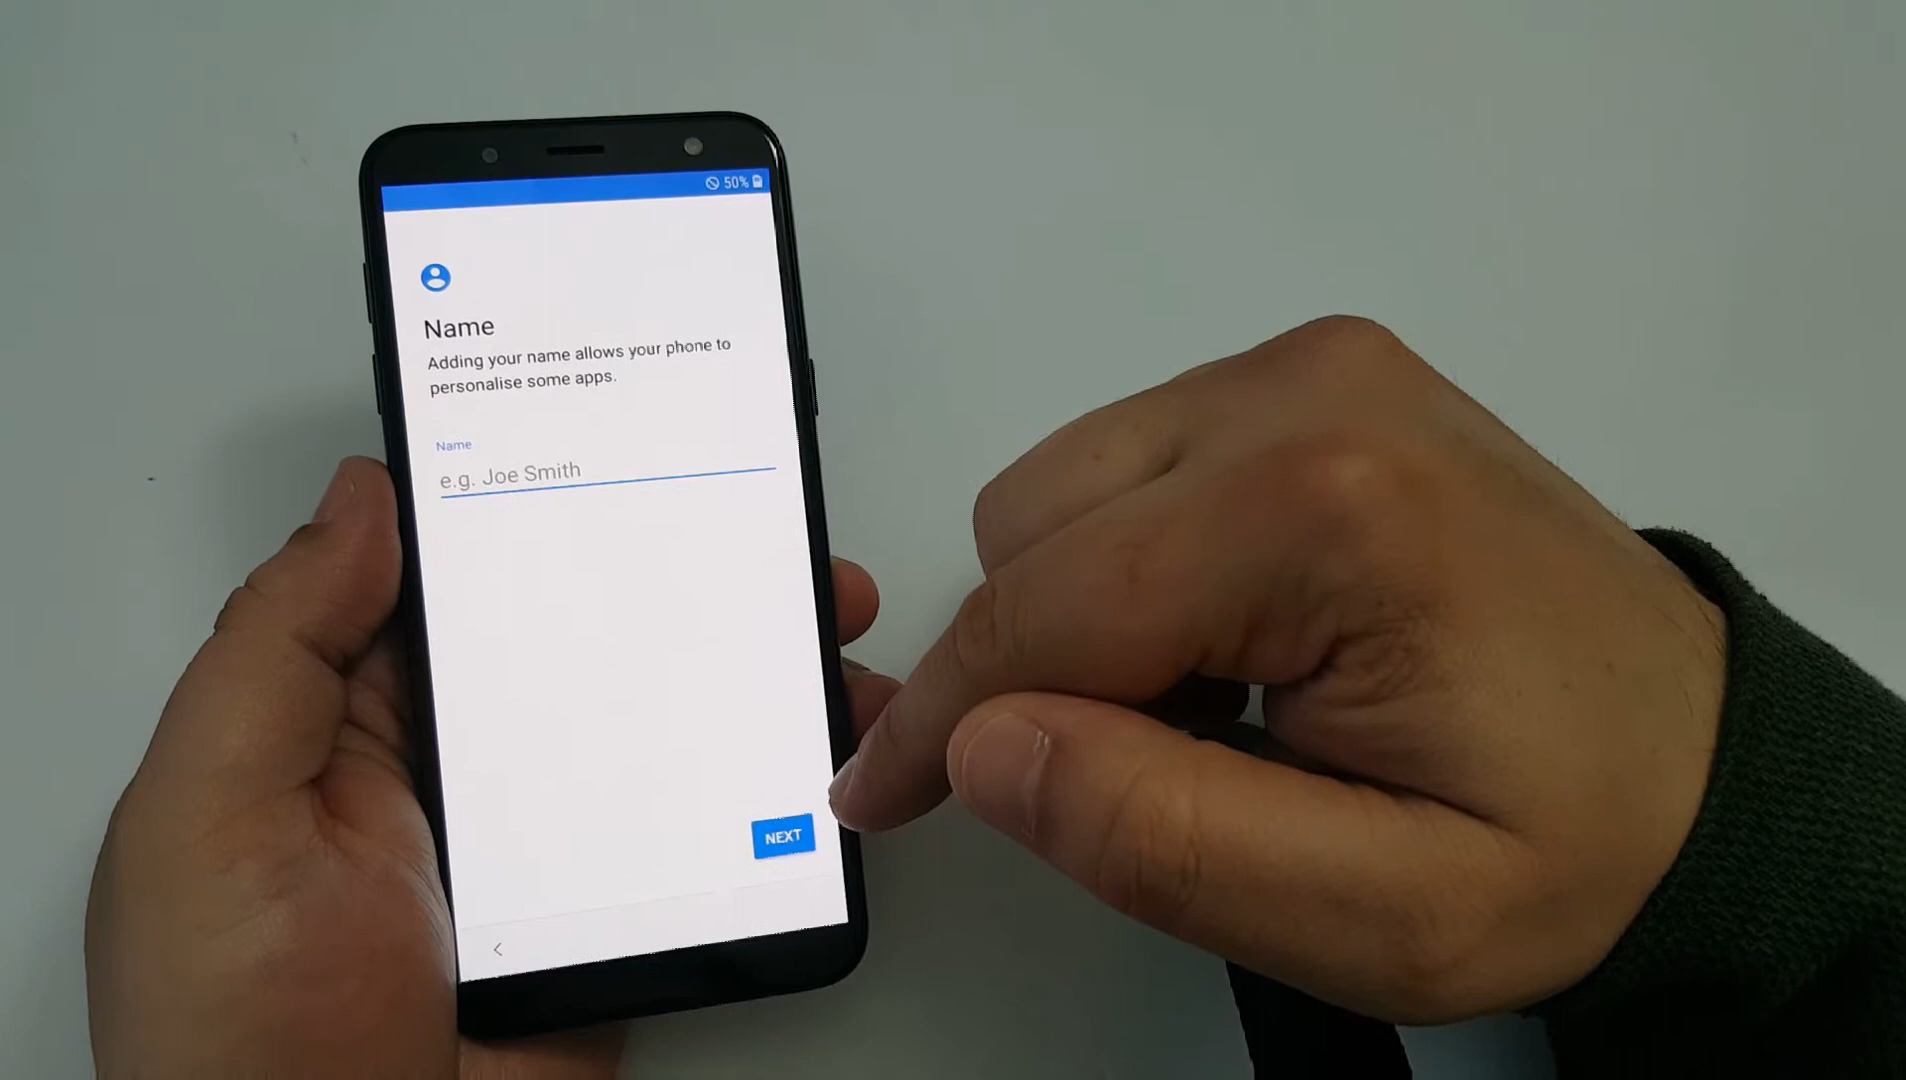 50%
Name
Adding your name allows your phone to
personalise some apps.
Name
e.g. Joe Smith
NEXT